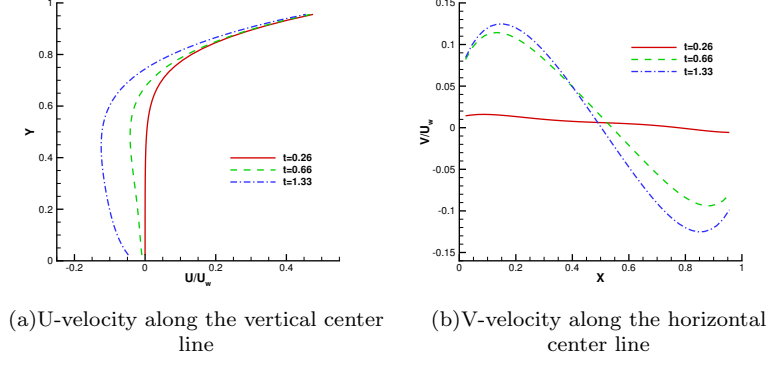 1
0.8
0.6
0.4
0.2
0
Y
-0.2
0
0.2
0.4
U/Uw
t=0.26
t=0.66
t=1.33
0.15
0.1
0.05
0
-0.05
-0.1
-0.15
V/Uw
0
0.2
0.4
0.6
0.8
1
X
t=0.26
t=0.66
t=1.33
(a)U-velocity along the vertical center
line
(b)V-velocity along the horizontal
center line